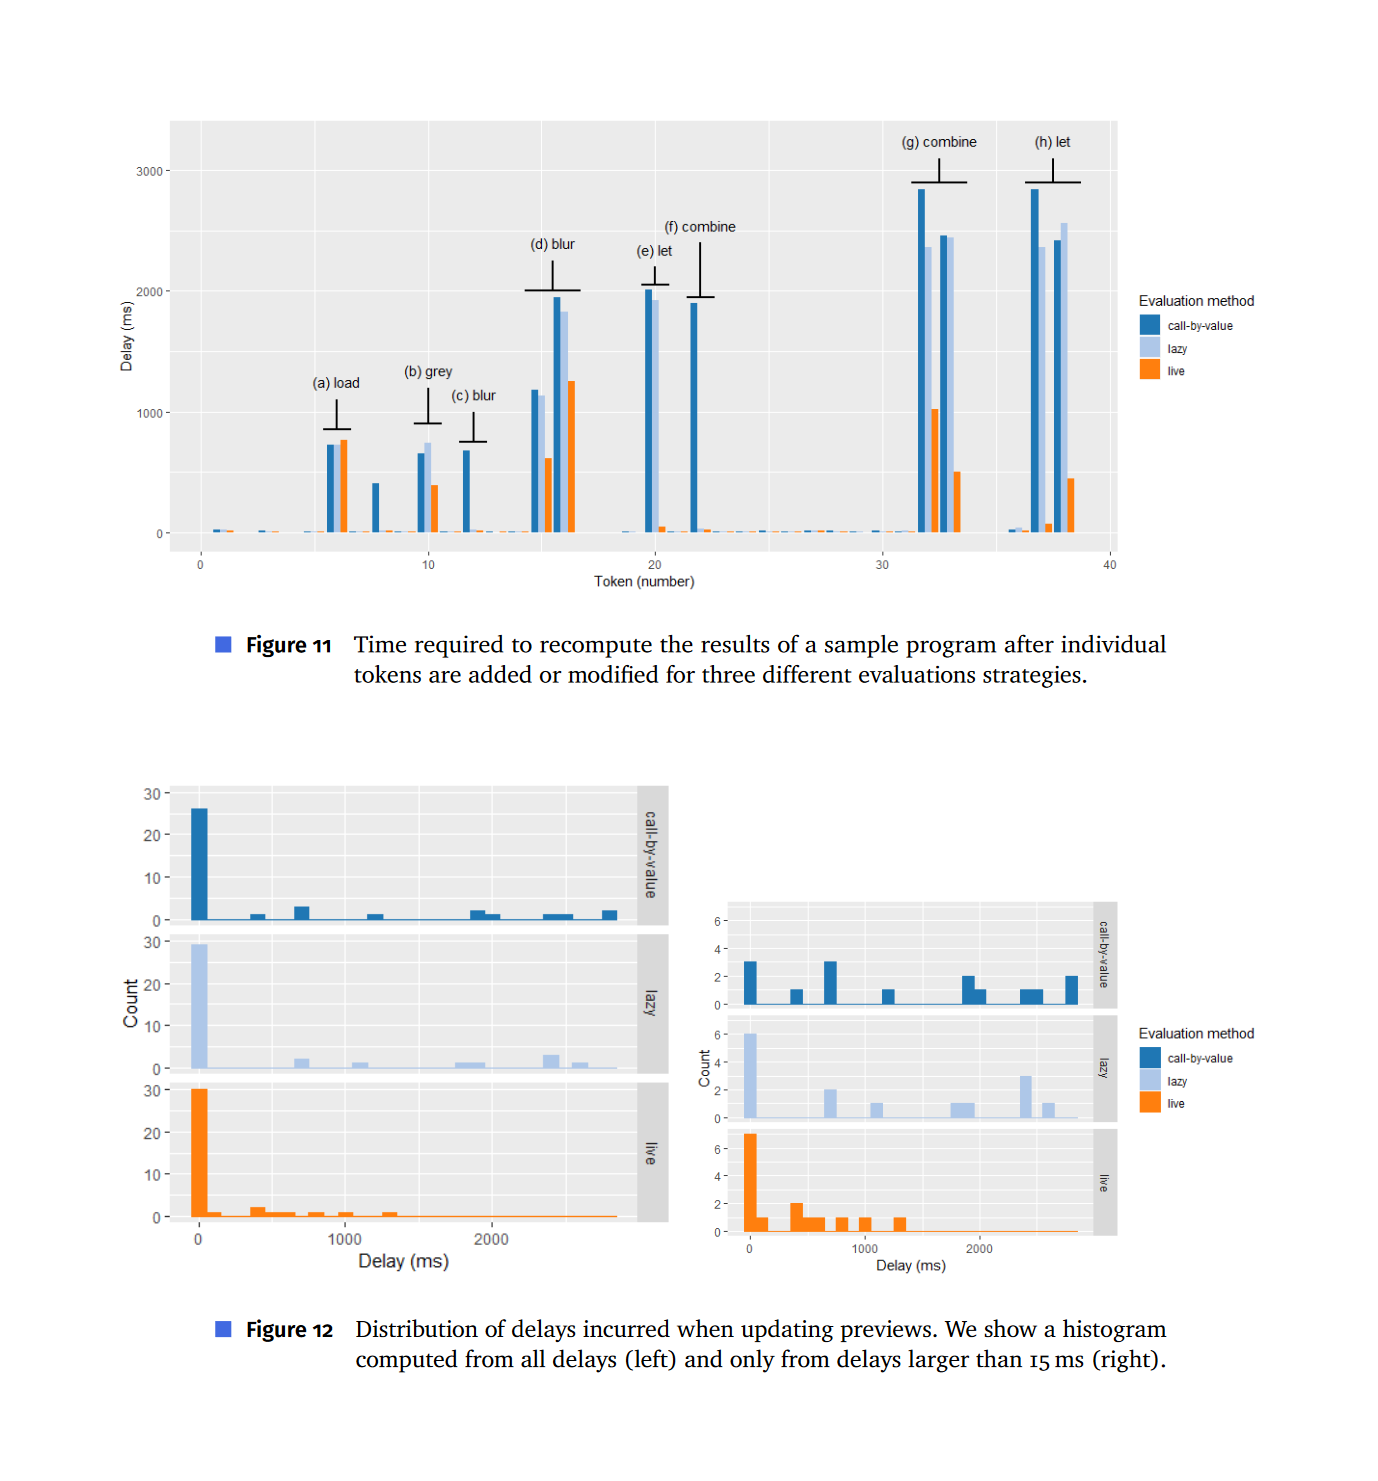 (g) combine
(h) let
3000
(f) combine
(d) blur
(e) let
2000
Delay (ms)
Evaluation method
call-by-value
lazy
live
(a) load
(b) grey
(c) blur
1000
0
0
10
20
30
40
Token (number)
Figure 11 Time required to recompute the results of a sample program after individual
tokens are added or modified for three different evaluations strategies.
30
20
10
0
call-by-value
30
20
10
0
lazy
Count
30
20
10
0
live
0
1000
2000
Delay (ms)
6
4
2
0
call-by-value
6
4
2
0
lazy
Count
6
4
2
0
live
0
1000
2000
Delay (ms)
Evaluation method
call-by-value
lazy
live
Figure 12 Distribution of delays incurred when updating previews. We show a histogram
computed from all delays (left) and only from delays larger than 15 ms (right).